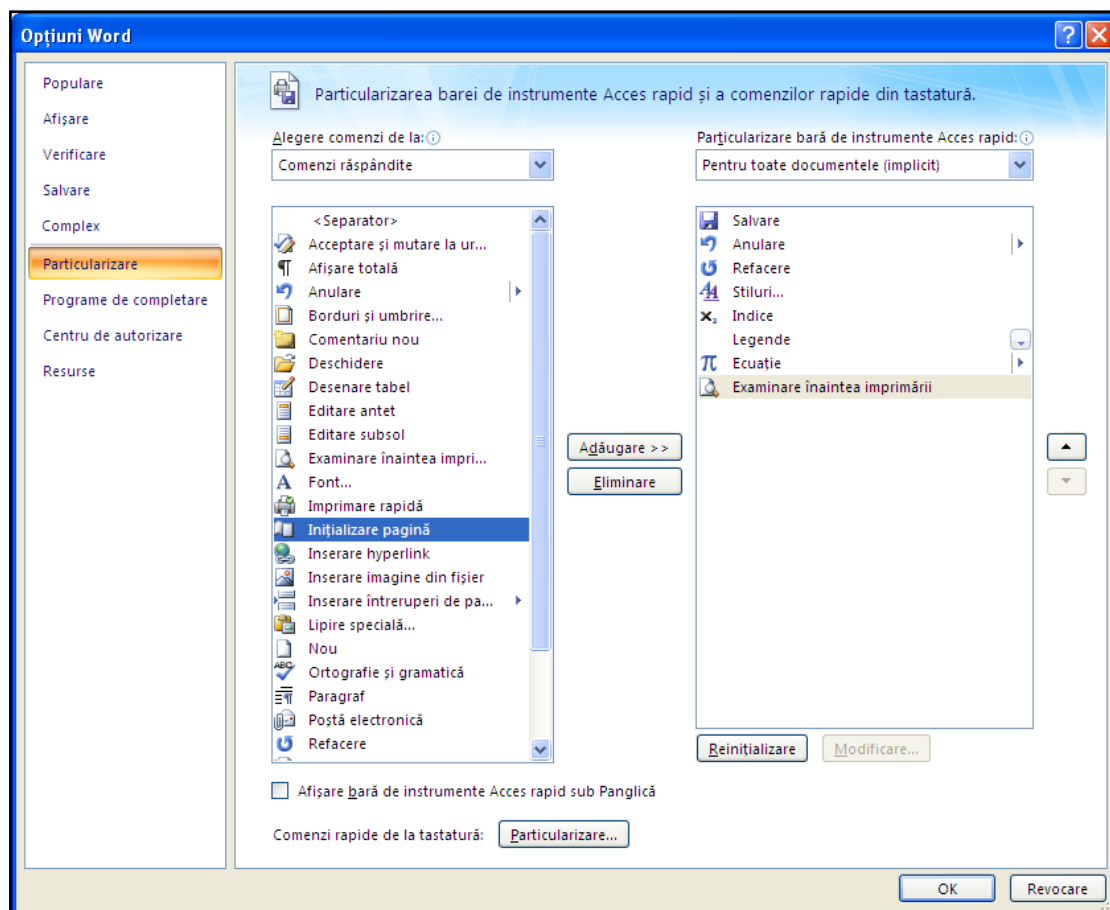 Opțiuni Word
Populare
Afișare
Verificare
Salvare
Complex
Particularizare
Programe de completare
Centru de autorizare
Resurse
Particularizarea barei de instrumente Acces rapid și a comenzilor rapide din tastatură.
Alegere comenzi de la:
Comenzi răspândite
<Separator>
Acceptare și mutare la ur...
Afișare totală
Anulare
Borduri și umbrire...
Comentariu nou
Deschidere
Desenare tabel
Editare antet
Editare subsol
Examinare înaintea impri...
Font...
Imprimare rapidă
Inițializare pagină
Inserare hyperlink
Inserare imagine din fișier
Inserare întreruperi de pa...
Lipire specială...
Nou
Ortografie și gramatică
Paragraf
Poștă electronică
Refacere
Adăugare >>
Eliminare
Particularizare bară de instrumente Acces rapid:
Pentru toate documentele (implicit)
Salvare
Anulare
Refacere
Stiluri...
Indice
Legende
Ecuație
Examinare înaintea imprimării
Reinițializare
Modificare...
Afișare bară de instrumente Acces rapid sub Panglică
Comenzi rapide de la tastatură:
Particularizare...
OK
Revocare